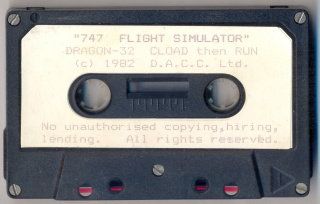 "747 FLIGHT SIMULATOR"
DRAGON-32 CLOAD then RUN
(c) 1982 D.A.C.C. Ltd.
No unauthorised copying,hiring,
lending. All rights reserved.